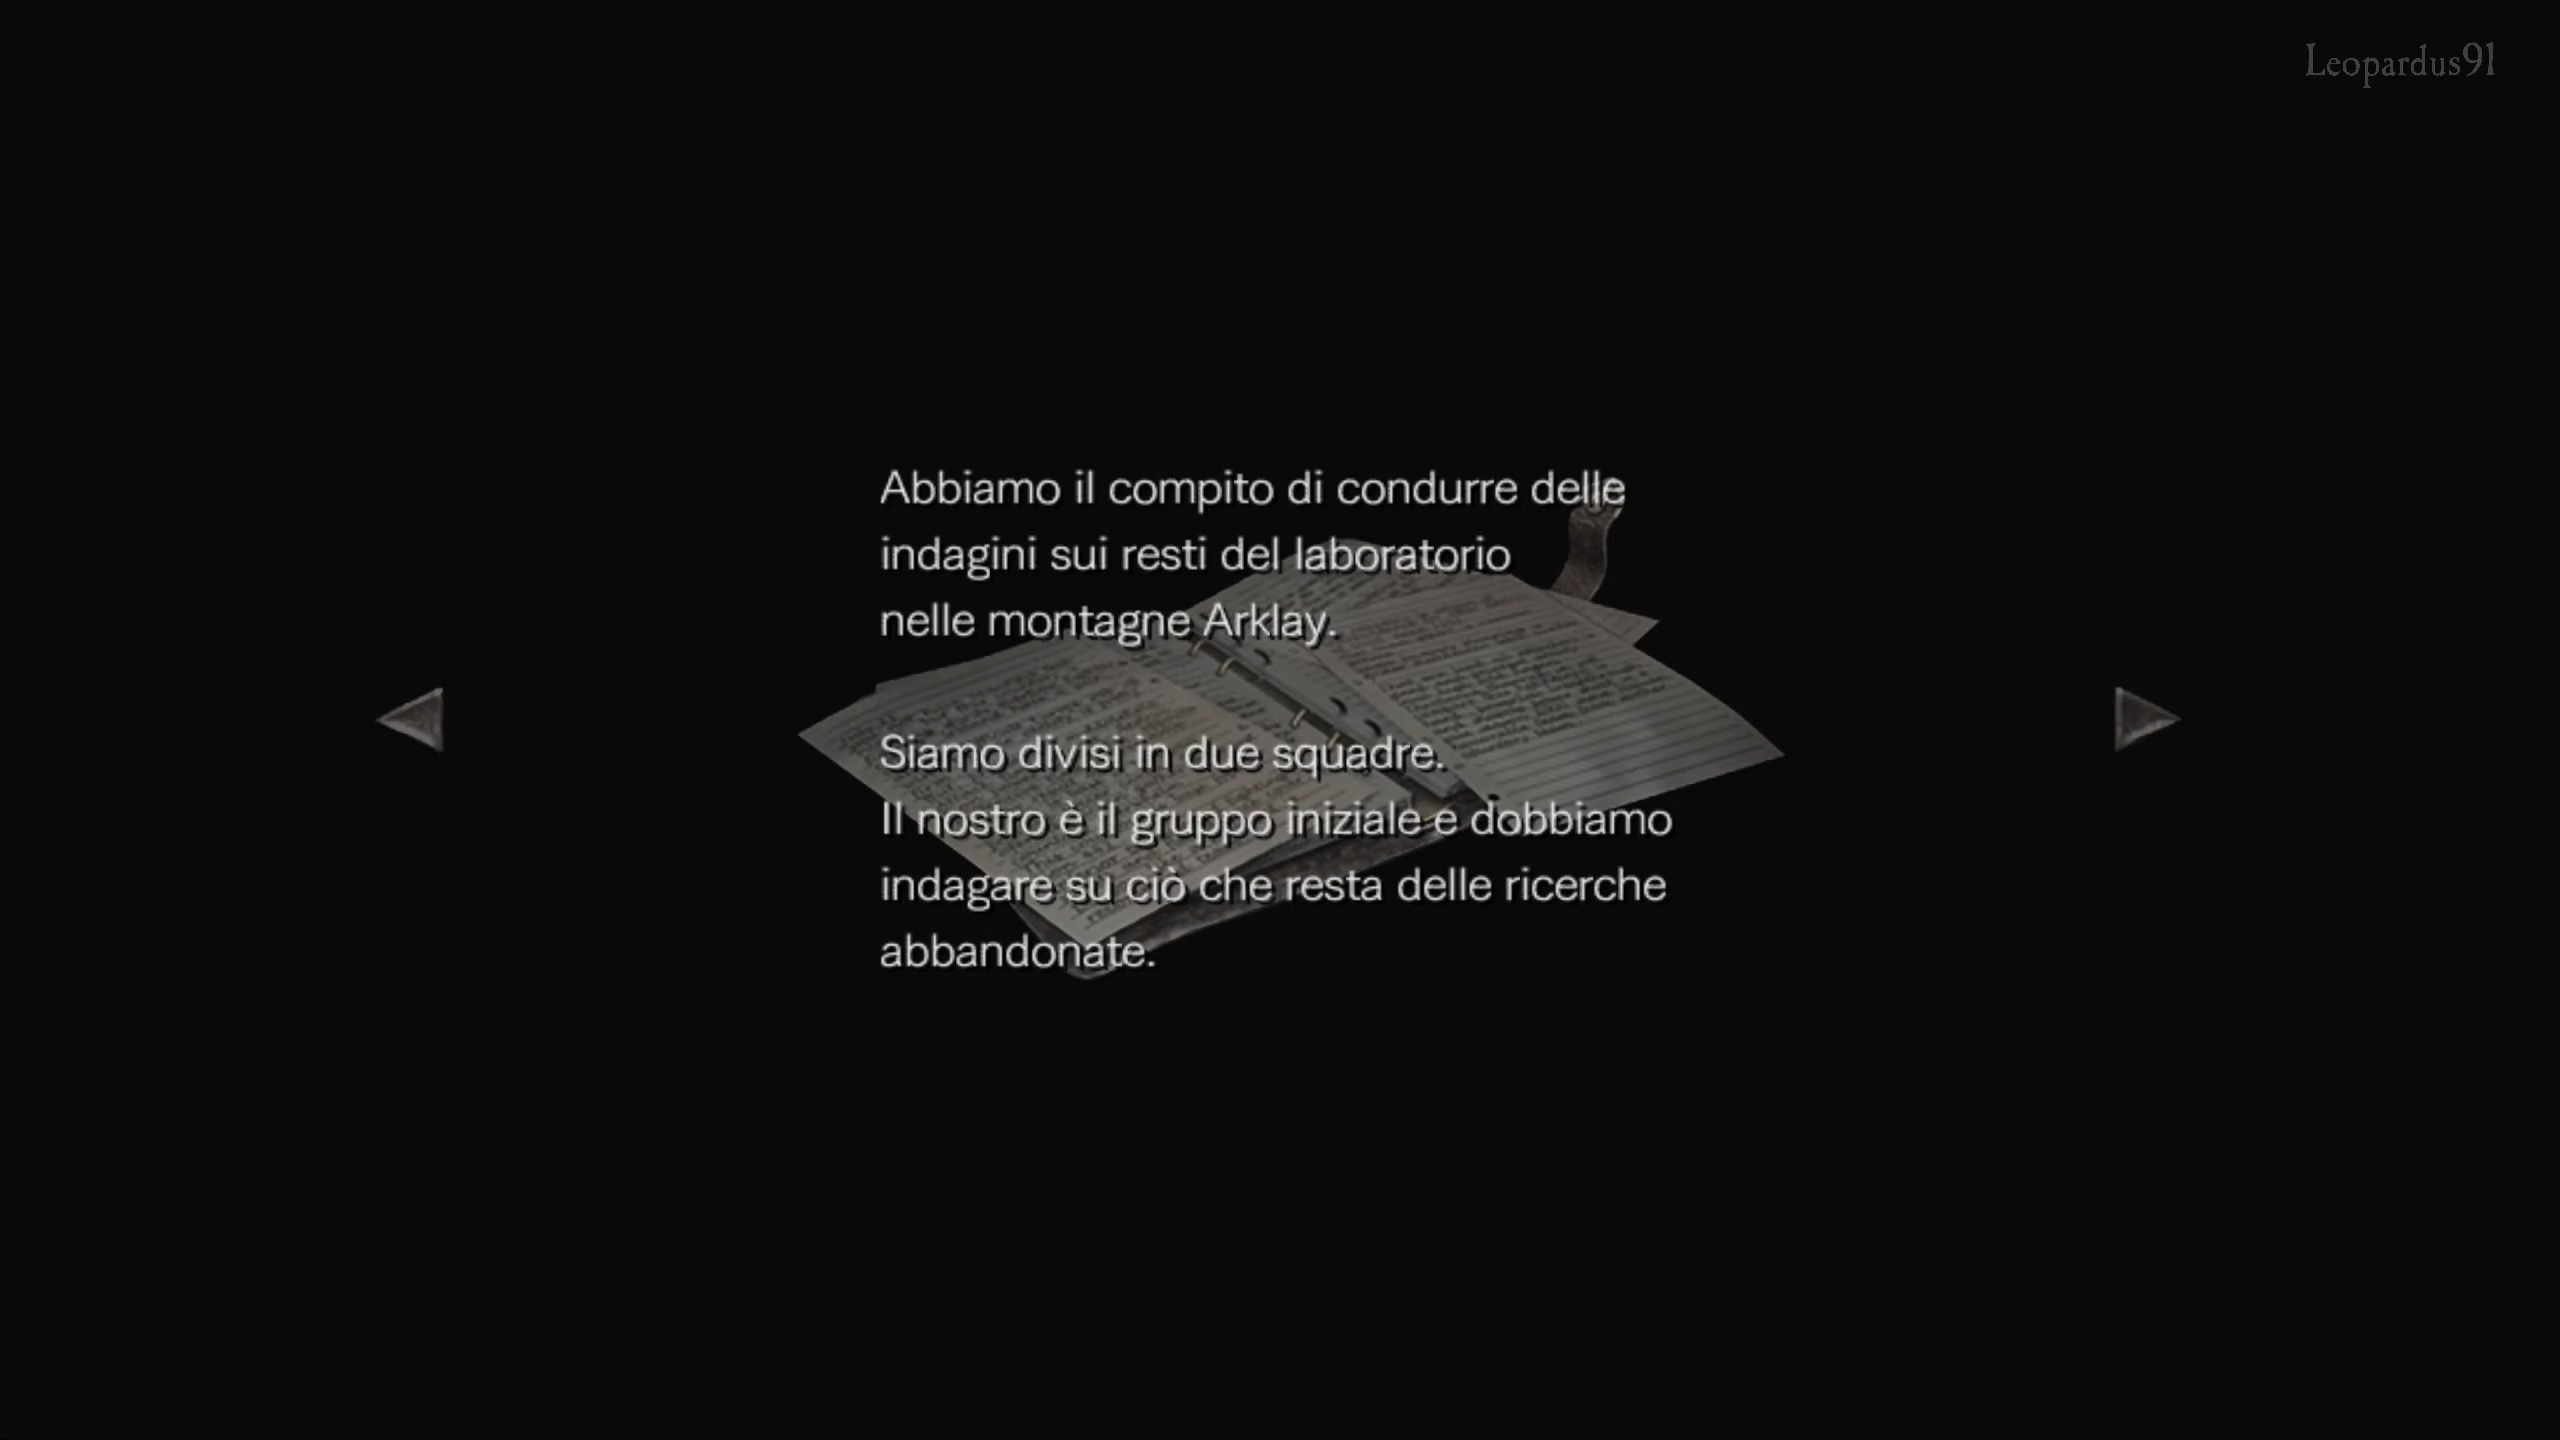 Leopardus91
Abbiamo il compito di condurre delle
indagini sui resti del laboratorio
nelle montagne Arklay.
Siamo divisi in due squadre.
Il nostro è il gruppo iniziale e dobbiamo
indagare su ciò che resta delle ricerche
abbandonate.